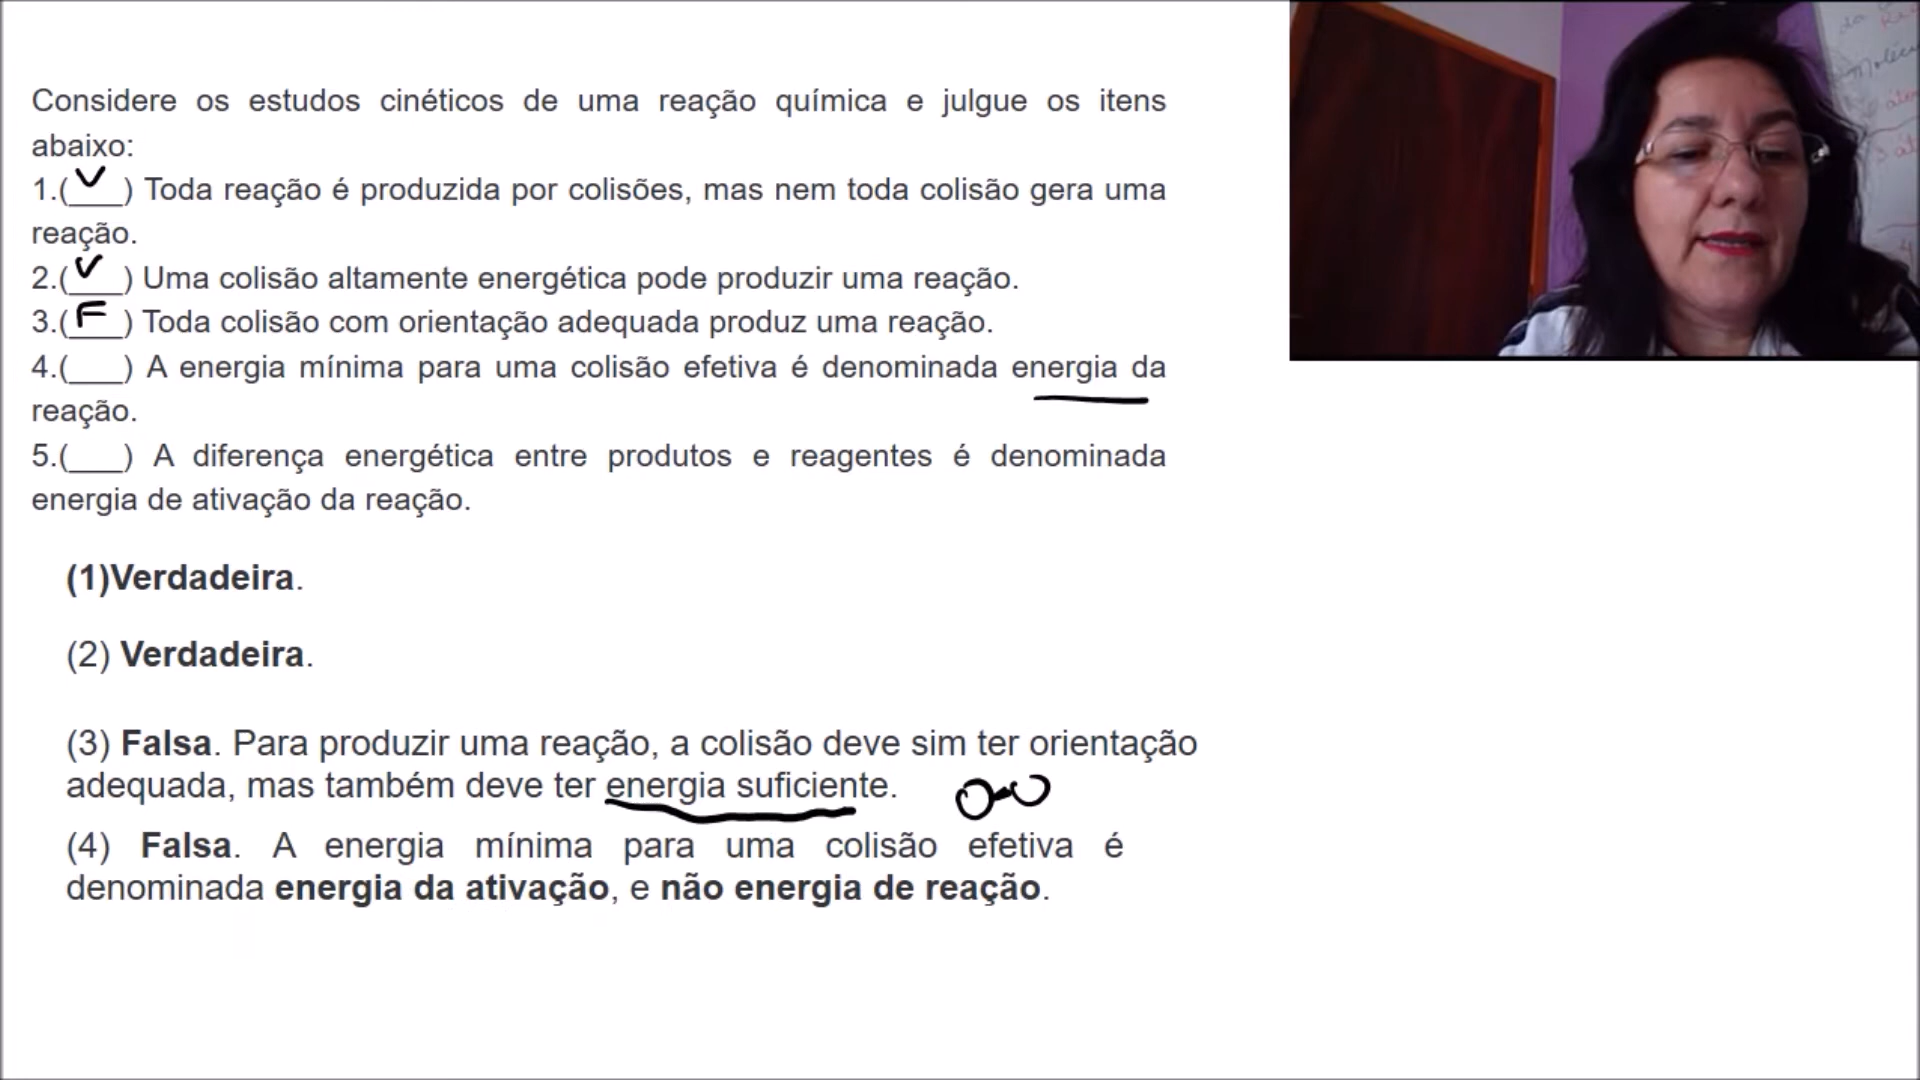 Considere os estudos cinéticos de uma reação química e julgue os itens
abaixo:
1.(V) Toda reação é produzida por colisões, mas nem toda colisão gera uma
reação.
2.(V) Uma colisão altamente energética pode produzir uma reação.
3.(F) Toda colisão com orientação adequada produz uma reação.
4.(___) A energia mínima para uma colisão efetiva é denominada energia da
reação.
5.(___) A diferença energética entre produtos e reagentes é denominada
energia de ativação da reação.
(1)Verdadeira.
(2) Verdadeira.
(3) Falsa. Para produzir uma reação, a colisão deve sim ter orientação
adequada, mas também deve ter energia suficiente.
(4) Falsa. A energia mínima para uma colisão efetiva é
denominada energia da ativação, e não energia de reação.